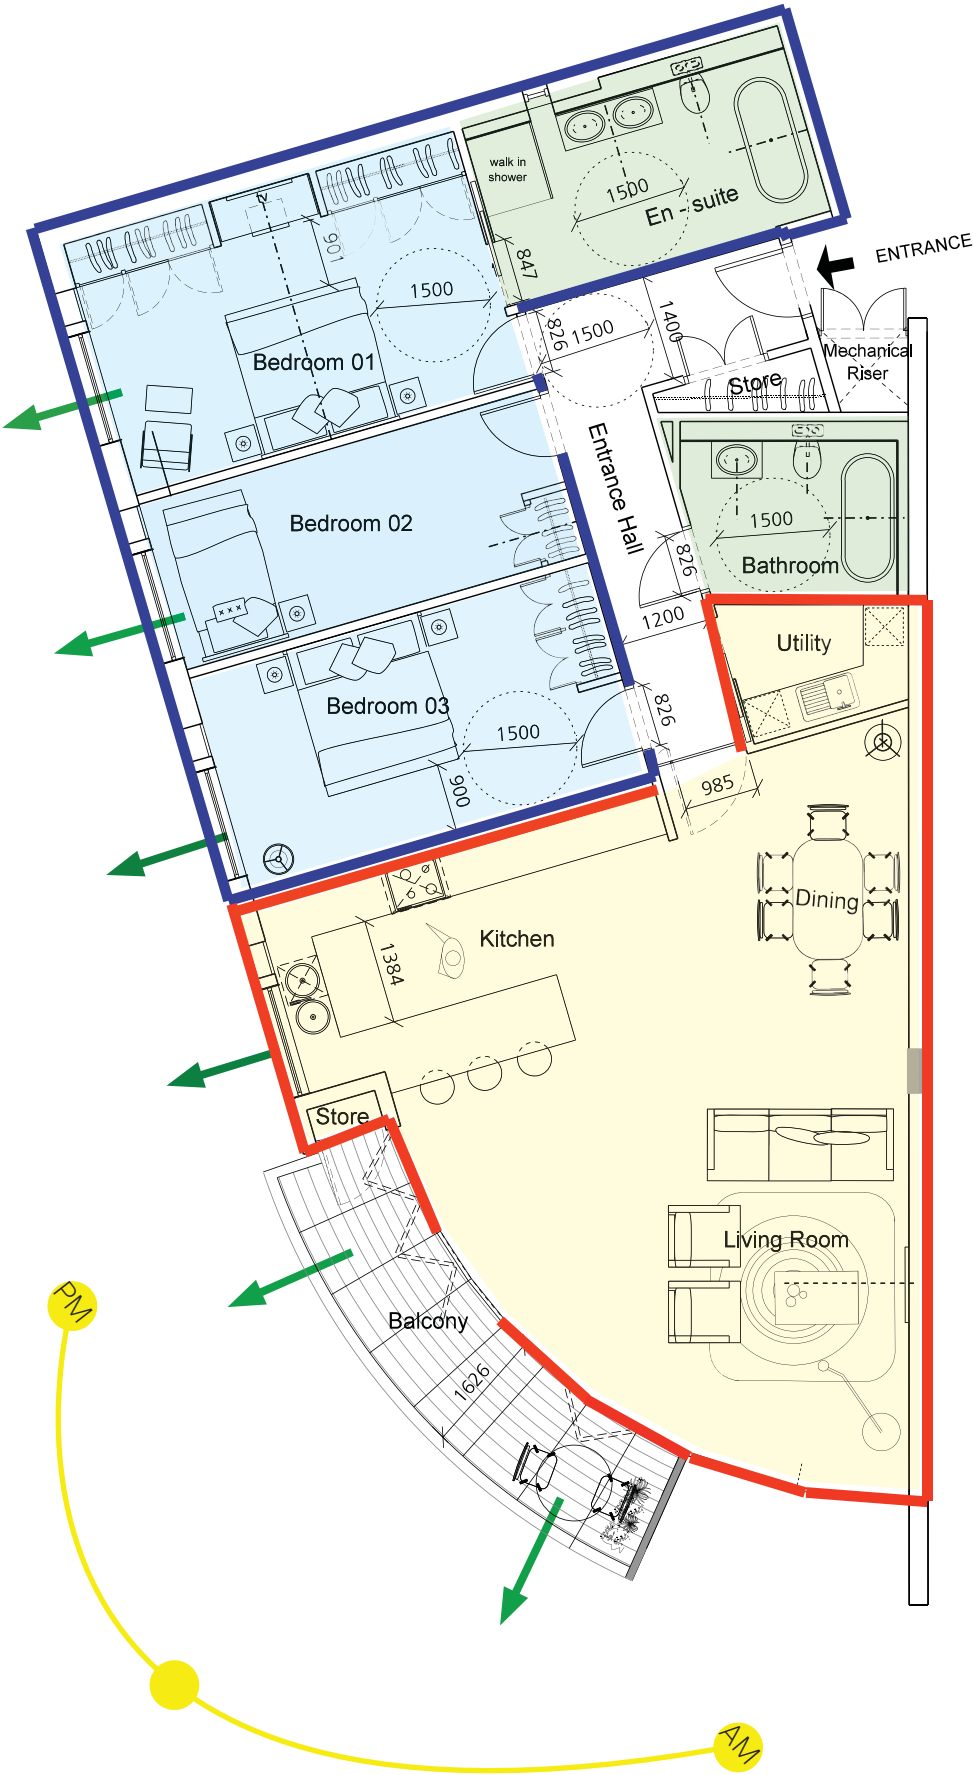 walk in
shower
1500
En - suite
TV
901
847
ENTRANCE
1500
826
1500
1400
Bedroom 01
Mechanical
Riser
Store
Entrance Hall
Bedroom 02
1500
826
Bathroom
1200
Utility
Bedroom 03
1500
826
900
985
Dining
Kitchen
1384
Store
Living Room
Balcony
1626
PM
AM